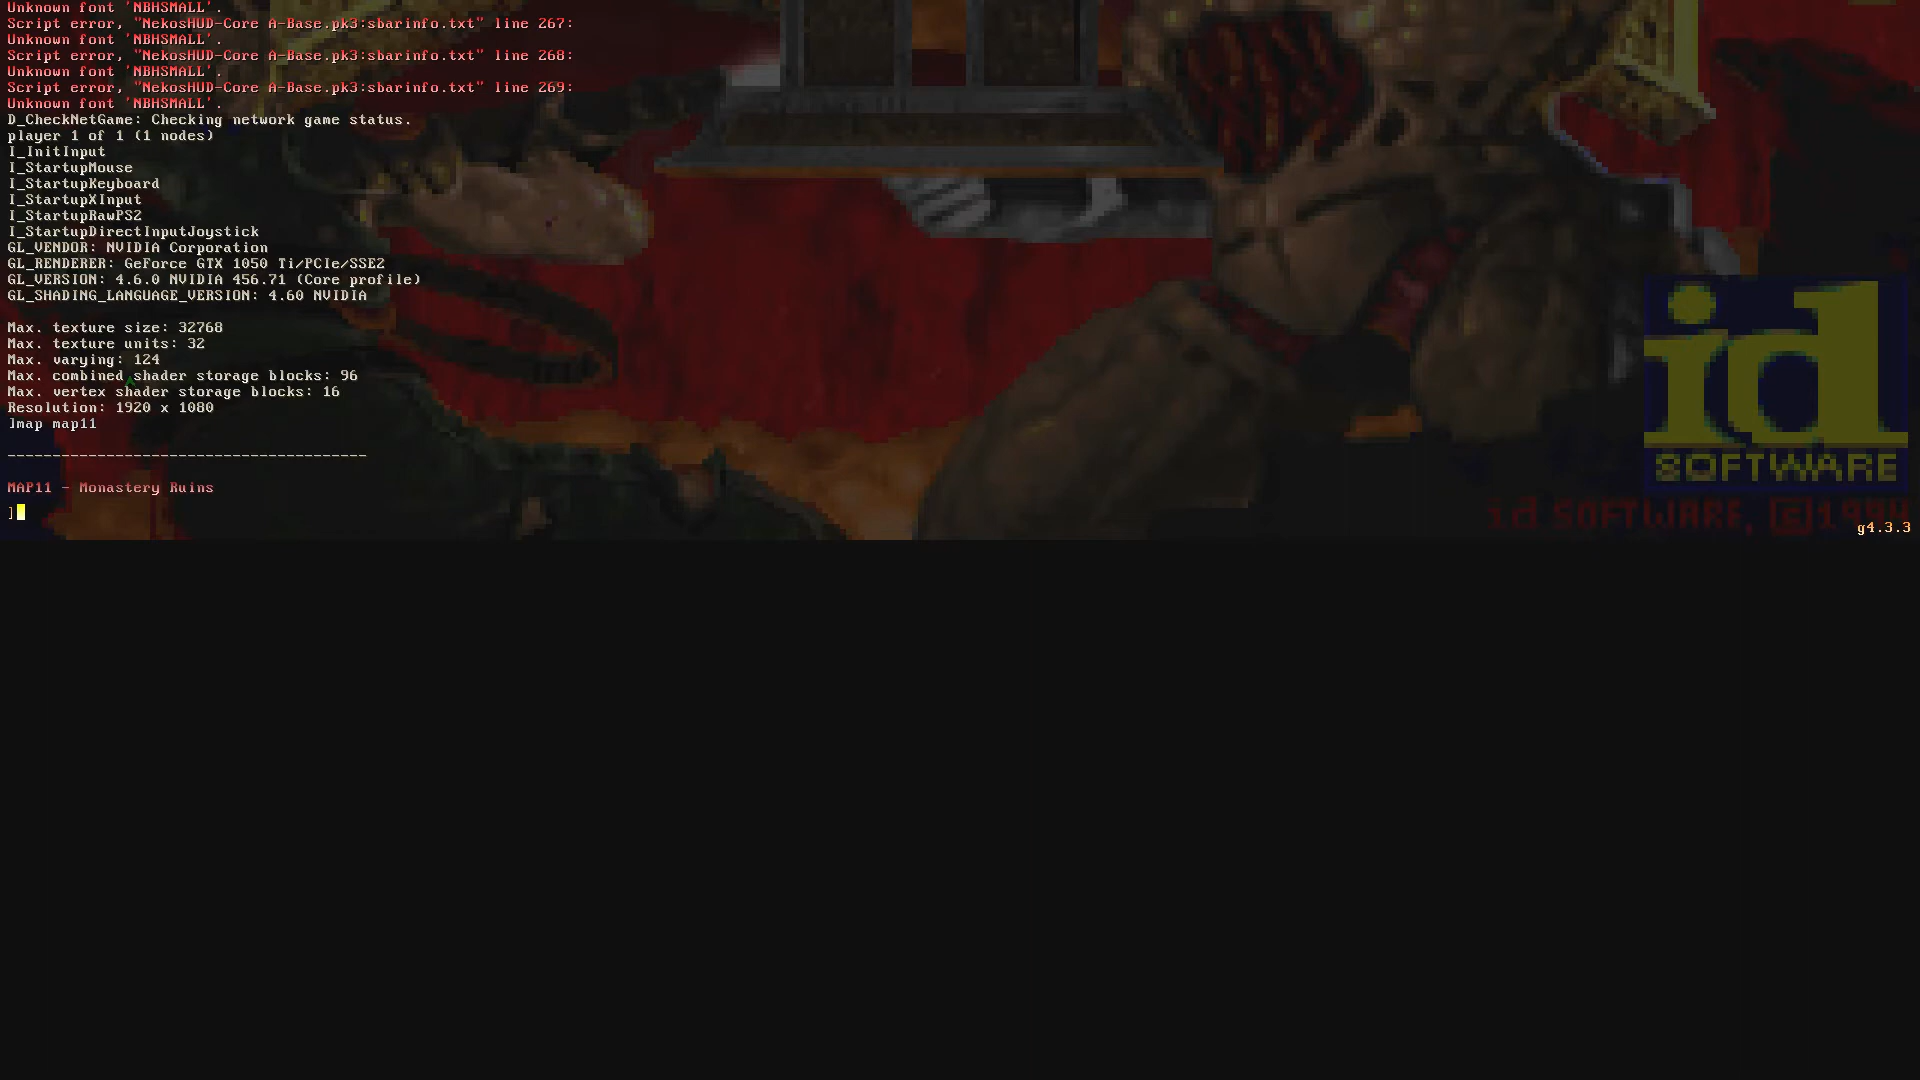 Unknown font 'NBHSMALL'.
Script error, "NekosHUD-Core A-Base.pk3:sbarinfo.txt" line 267:
Unknown font 'NBHSMALL'.
Script error, "NekosHUD-Core A-Base.pk3:sbarinfo.txt" line 268:
Unknown font 'NBHSMALL'.
Script error, "NekosHUD-Core A-Base.pk3:sbarinfo.txt" line 269:
Unknown font 'NBHSMALL'.
D_CheckNetGame: Checking network game status.
player 1 of 1 (1 nodes)
I_InitInput
I_StartupMouse
I_StartupKeyboard
I_StartupXInput
I_StartupRawPS2
I_StartupDirectInputJoystick
GL_VENDOR: NVIDIA Corporation
GL_RENDERER: GeForce GTX 1050 Ti/PCIe/SSE2
GL_VERSION: 4.6.0 NVIDIA 456.71 (Core profile)
GL_SHADING_LANGUAGE_VERSION: 4.60 NVIDIA
Max. texture size: 32768
Max. texture units: 32
Max. varying: 124
Max. combined shader storage blocks: 96
Max. vertex shader storage blocks: 16
Resolution: 1920 x 1080
]map map11
----------------------------------------
MAP11 - Monastery Ruins
]
id
SOFTWARE
id SOFTWARE, ©1994
g4.3.3